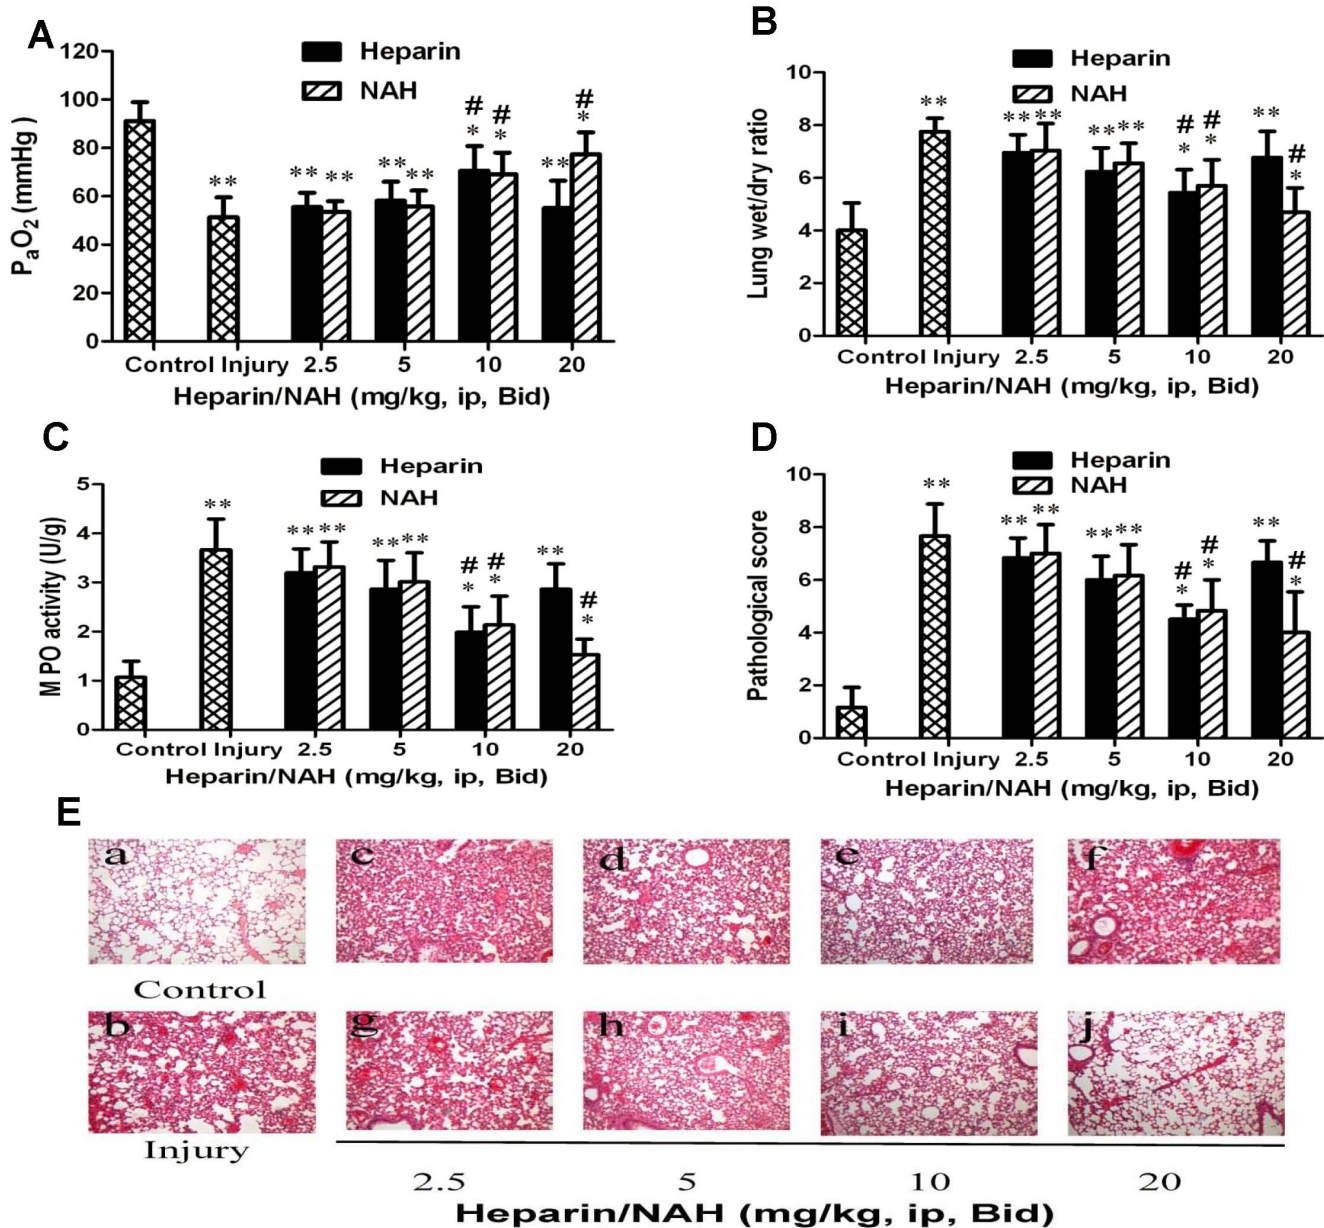 A
Heparin
NAH
120
100
80
60
40
20
0
PaO2 (mmHg )
**
**
**
**
**
#
*
#
*
**
#
*
Control Injury 2.5 5 10 20
Heparin/NAH (mg/kg, ip, Bid)
B
Heparin
NAH
10
8
6
4
2
0
Lung wet/dry ratio
**
**
**
**
**
#
*
#
*
**
#
*
Control Injury 2.5 5 10 20
Heparin/NAH (mg/kg, ip, Bid)
C
Heparin
NAH
5
4
3
2
1
0
MPO activity (U/g)
**
**
**
**
**
#
*
#
*
**
#
*
Control Injury 2.5 5 10 20
Heparin/NAH (mg/kg, ip, Bid)
D
Heparin
NAH
10
8
6
4
2
0
Pathological score
**
**
**
**
**
#
*
#
*
**
#
*
Control Injury 2.5 5 10 20
Heparin/NAH (mg/kg, ip, Bid)
E
a c d e f
Control
b g h i j
Injury
2.5 5 10 20
Heparin/NAH (mg/kg, ip, Bid)